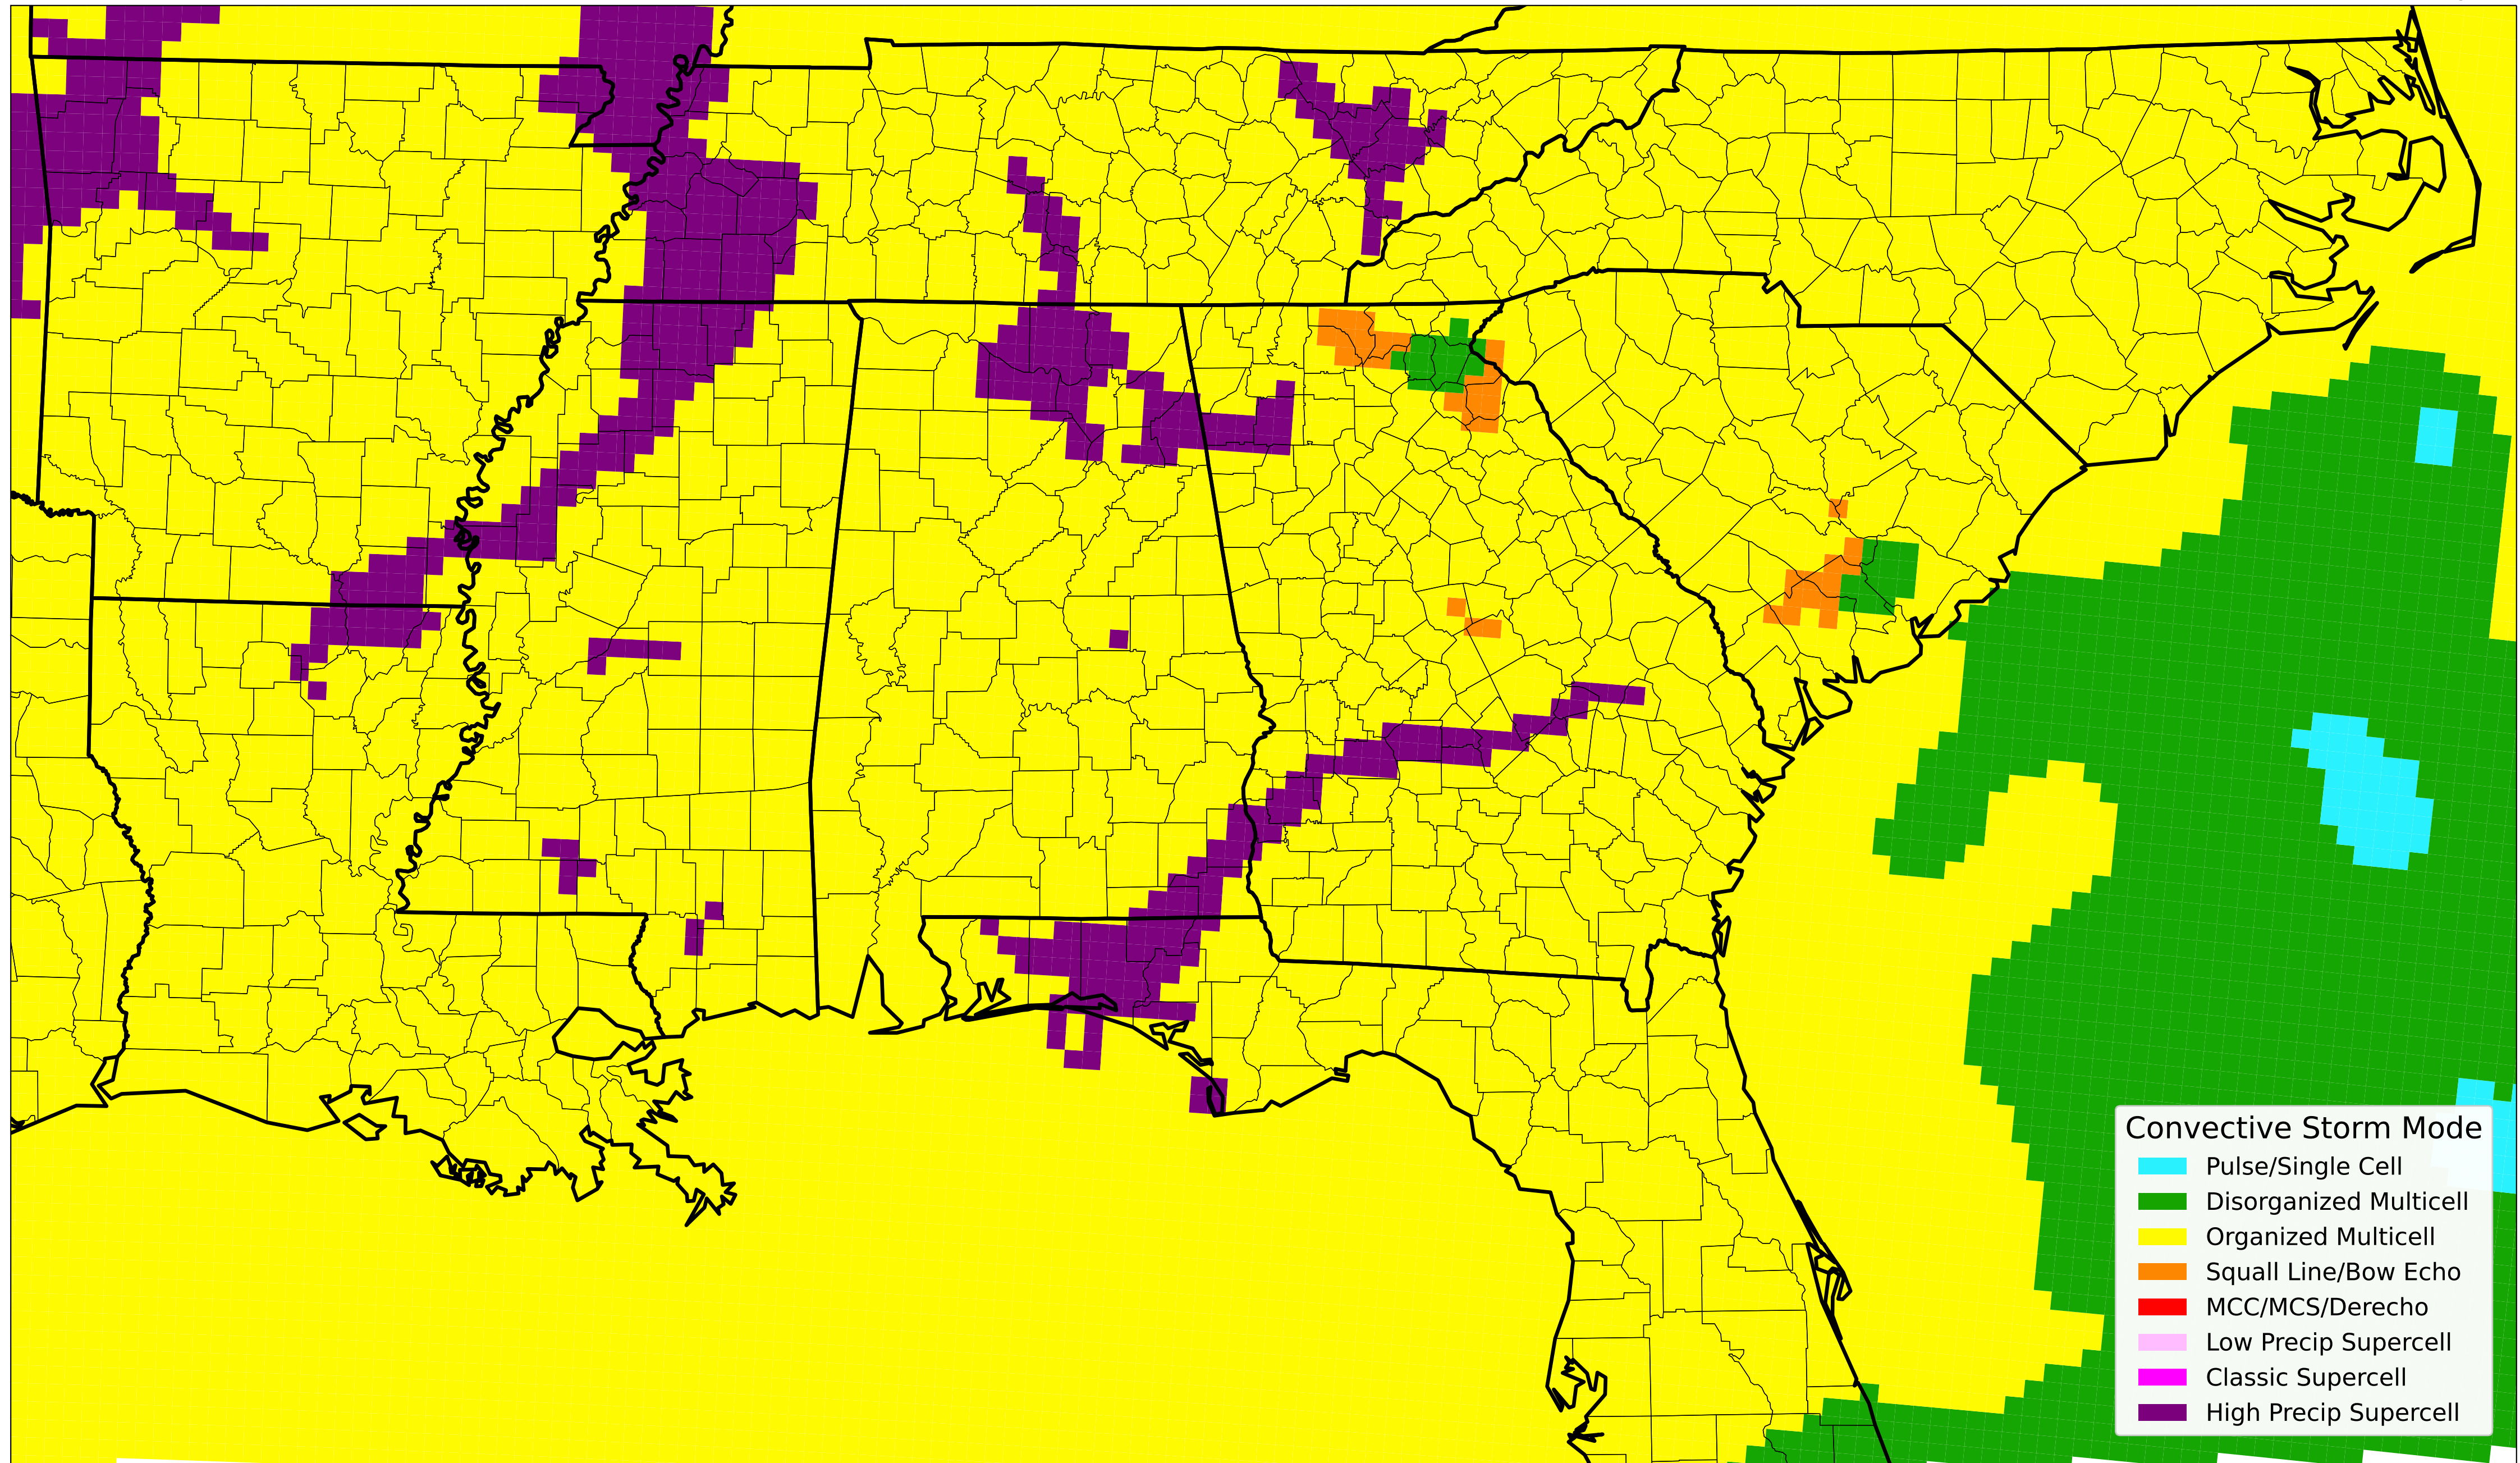 Convective Storm Mode
Pulse/Single Cell
Disorganized Multicell
Organized Multicell
Squall Line/Bow Echo
MCC/MCS/Derecho
Low Precip Supercell
Classic Supercell
High Precip Supercell